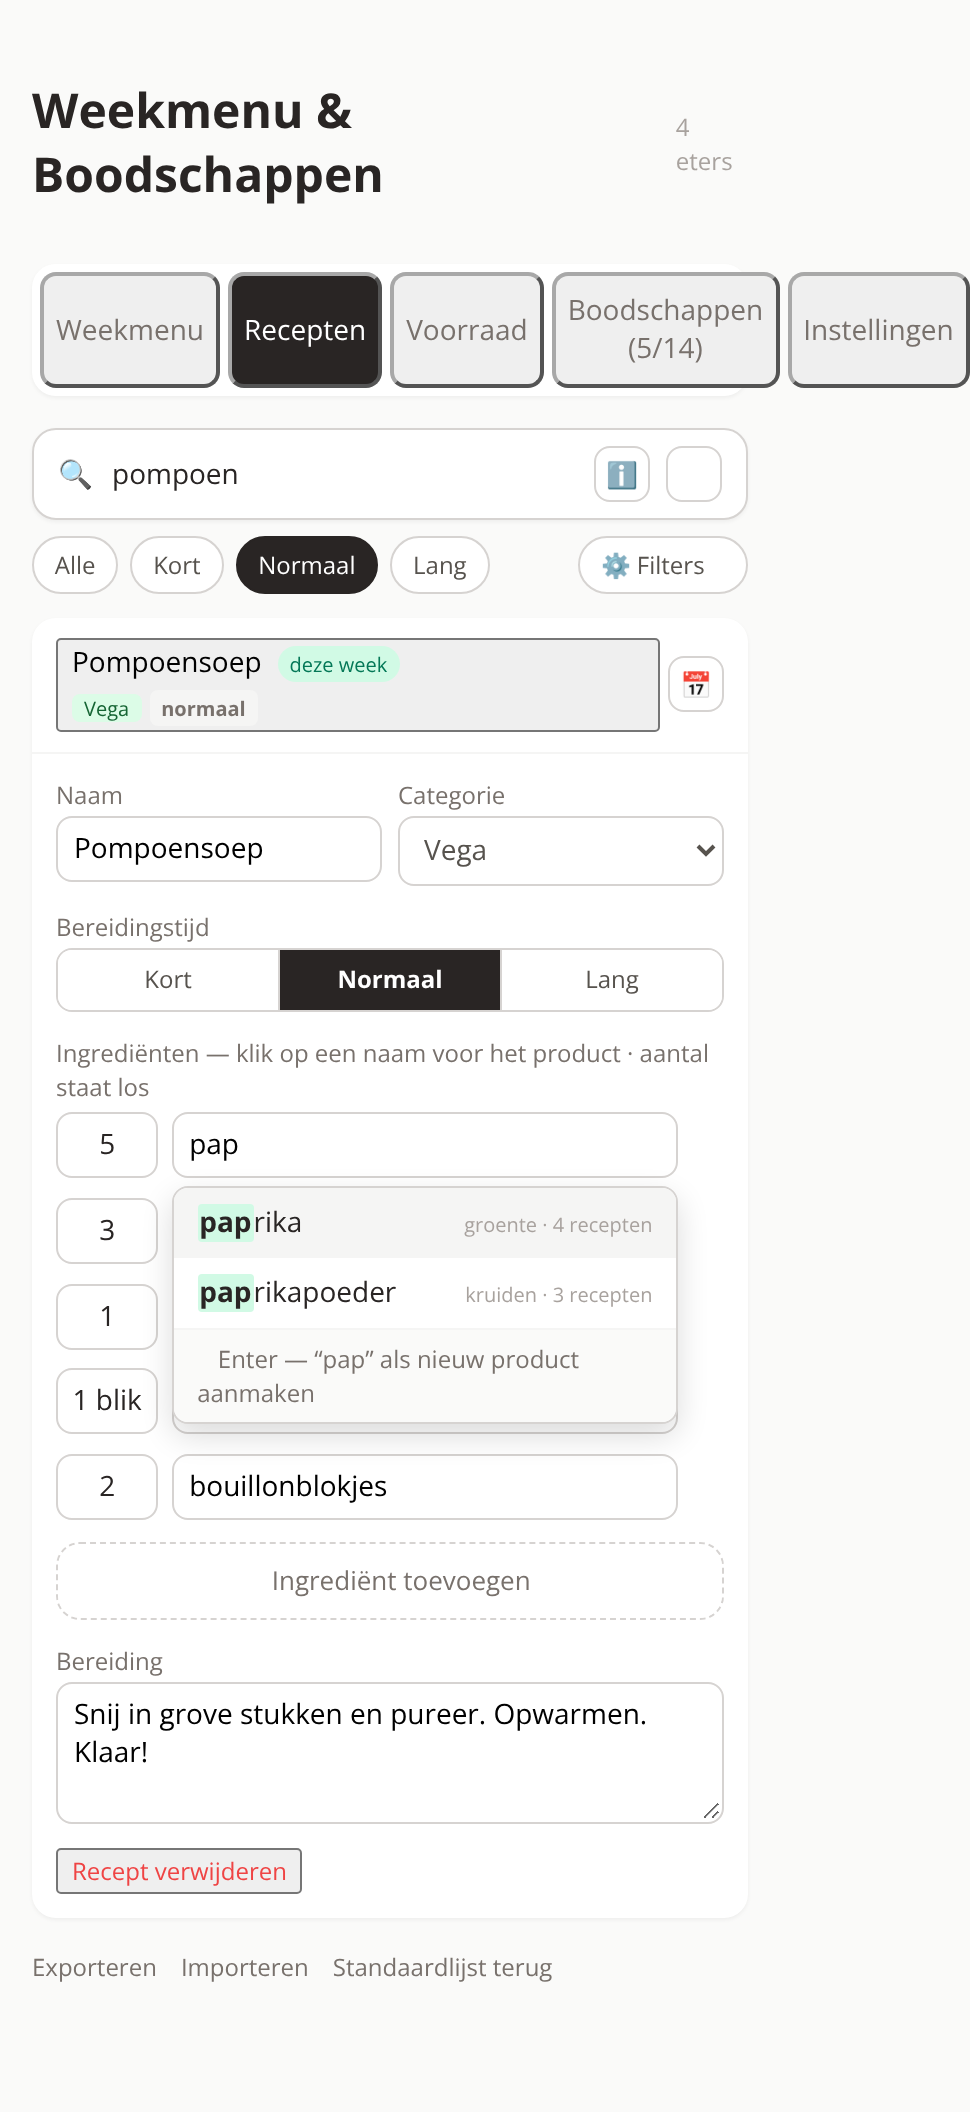 Weekmenu &
Boodschappen
4
eters
Weekmenu
Recepten
Voorraad
Boodschappen
(5/14)
Instellingen
pompoen
Alle
Kort
Normaal
Lang
Filters
Pompoensoep
deze week
Vega
normaal
July
17
Naam
Categorie
Pompoensoep
Vega
Bereidingstijd
Kort
Normaal
Lang
Ingrediënten — klik op een naam voor het product · aantal
staat los
5
pap
3
paprika
groente · 4 recepten
paprikapoeder
kruiden · 3 recepten
1
Enter — “pap” als nieuw product
aanmaken
1 blik
2
bouillonblokjes
Ingrediënt toevoegen
Bereiding
Snij in grove stukken en pureer. Opwarmen.
Klaar!
Recept verwijderen
Exporteren
Importeren
Standaardlijst terug